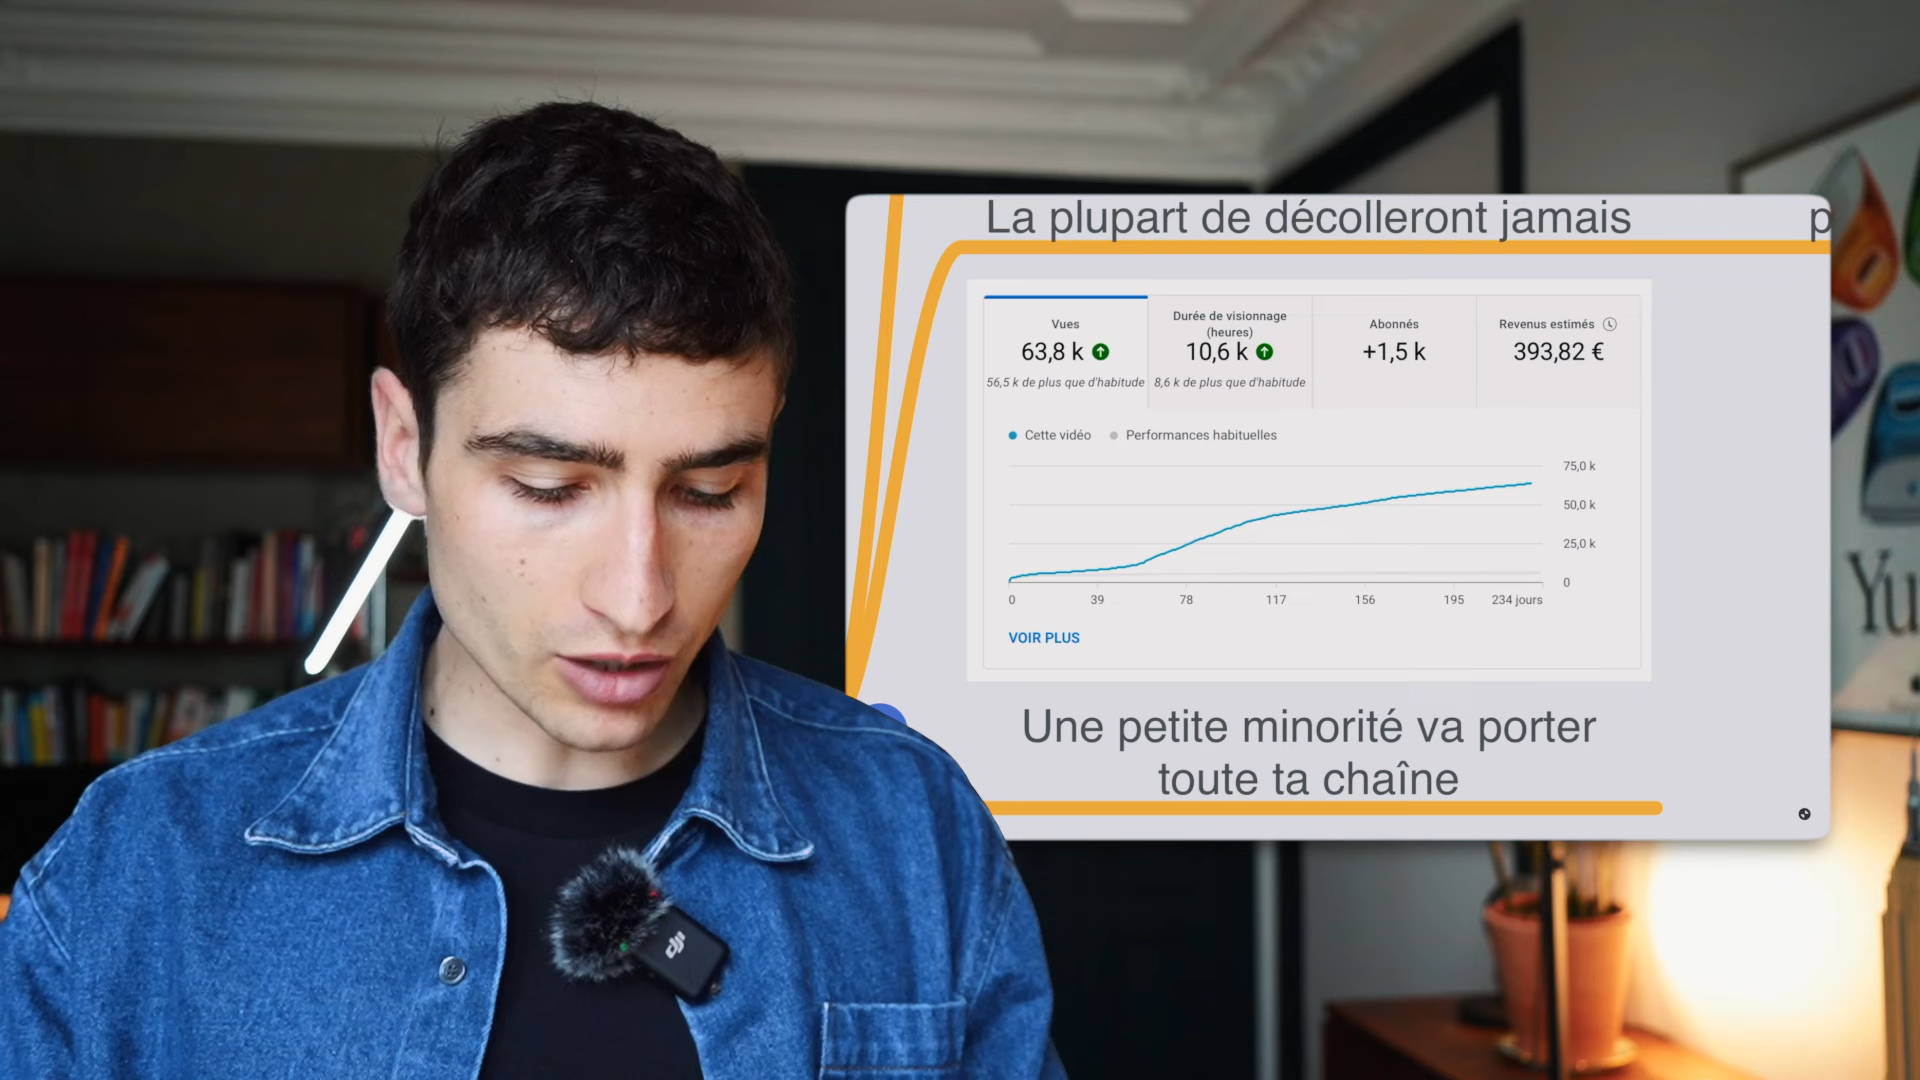 La plupart de décolleront jamais
p
Vues
63,8 k
56,5 k de plus que d'habitude
Durée de visionnage
(heures)
10,6 k
8,6 k de plus que d'habitude
Abonnés
+1,5 k
Revenus estimés
393,82 €
Cette vidéo
Performances habituelles
75,0 k
50,0 k
25,0 k
0
0 39 78 117 156 195 234 jours
VOIR PLUS
Une petite minorité va porter
toute ta chaîne
dji
Yu